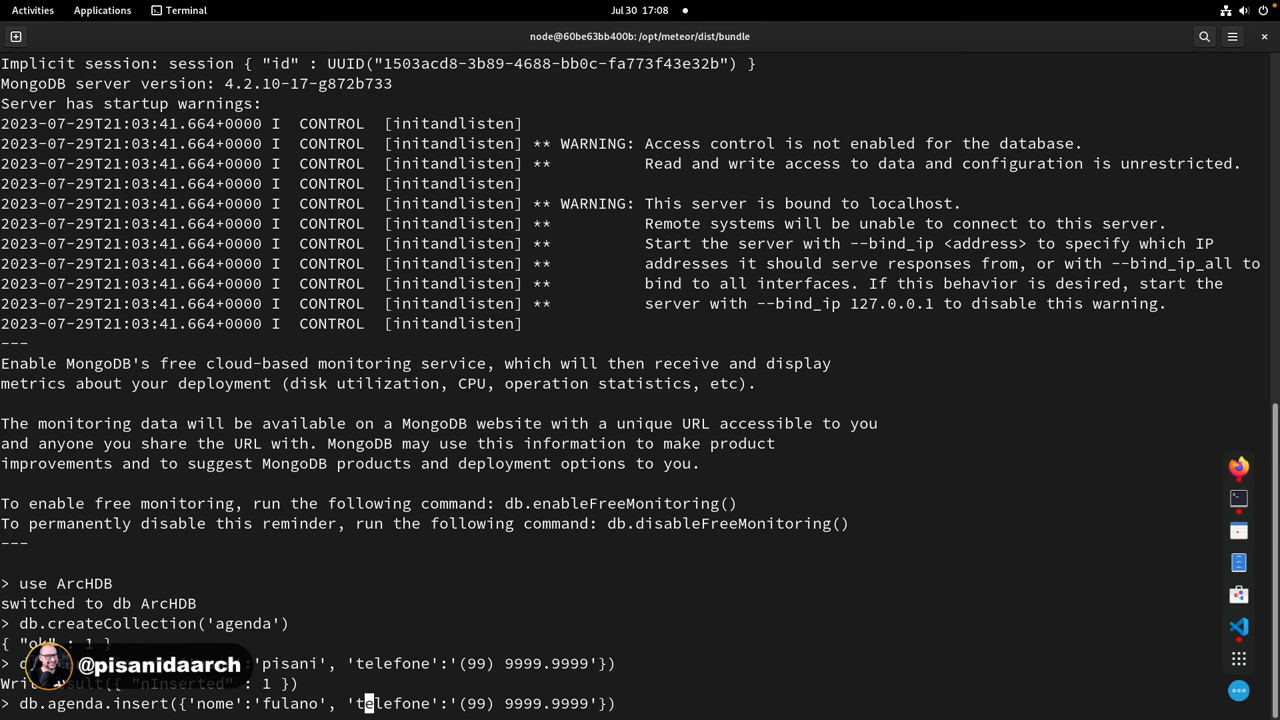 Activities Applications Terminal Jul 30 17:08
node@60be63bb400b: /opt/meteor/dist/bundle
Implicit session: session { "id" : UUID("1503acd8-3b89-4688-bb0c-fa773f43e32b") }
MongoDB server version: 4.2.10-17-g872b733
Server has startup warnings:
2023-07-29T21:03:41.664+0000 I  CONTROL  [initandlisten]
2023-07-29T21:03:41.664+0000 I  CONTROL  [initandlisten] ** WARNING: Access control is not enabled for the database.
2023-07-29T21:03:41.664+0000 I  CONTROL  [initandlisten] **          Read and write access to data and configuration is unrestricted.
2023-07-29T21:03:41.664+0000 I  CONTROL  [initandlisten]
2023-07-29T21:03:41.664+0000 I  CONTROL  [initandlisten] ** WARNING: This server is bound to localhost.
2023-07-29T21:03:41.664+0000 I  CONTROL  [initandlisten] **          Remote systems will be unable to connect to this server.
2023-07-29T21:03:41.664+0000 I  CONTROL  [initandlisten] **          Start the server with --bind_ip <address> to specify which IP
2023-07-29T21:03:41.664+0000 I  CONTROL  [initandlisten] **          addresses it should serve responses from, or with --bind_ip_all to
2023-07-29T21:03:41.664+0000 I  CONTROL  [initandlisten] **          bind to all interfaces. If this behavior is desired, start the
2023-07-29T21:03:41.664+0000 I  CONTROL  [initandlisten] **          server with --bind_ip 127.0.0.1 to disable this warning.
2023-07-29T21:03:41.664+0000 I  CONTROL  [initandlisten]
---
Enable MongoDB's free cloud-based monitoring service, which will then receive and display
metrics about your deployment (disk utilization, CPU, operation statistics, etc).
The monitoring data will be available on a MongoDB website with a unique URL accessible to you
and anyone you share the URL with. MongoDB may use this information to make product
improvements and to suggest MongoDB products and deployment options to you.
To enable free monitoring, run the following command: db.enableFreeMonitoring()
To permanently disable this reminder, run the following command: db.disableFreeMonitoring()
---
> use ArcHDB
switched to db ArcHDB
> db.createCollection('agenda')
{ "ok" : 1 }
> 'pisani', 'telefone':'(99) 9999.9999'})
@pisanidaarch
"nInserted" : 1 })
> db.agenda.insert({'nome':'fulano', 'telefone':'(99) 9999.9999'})